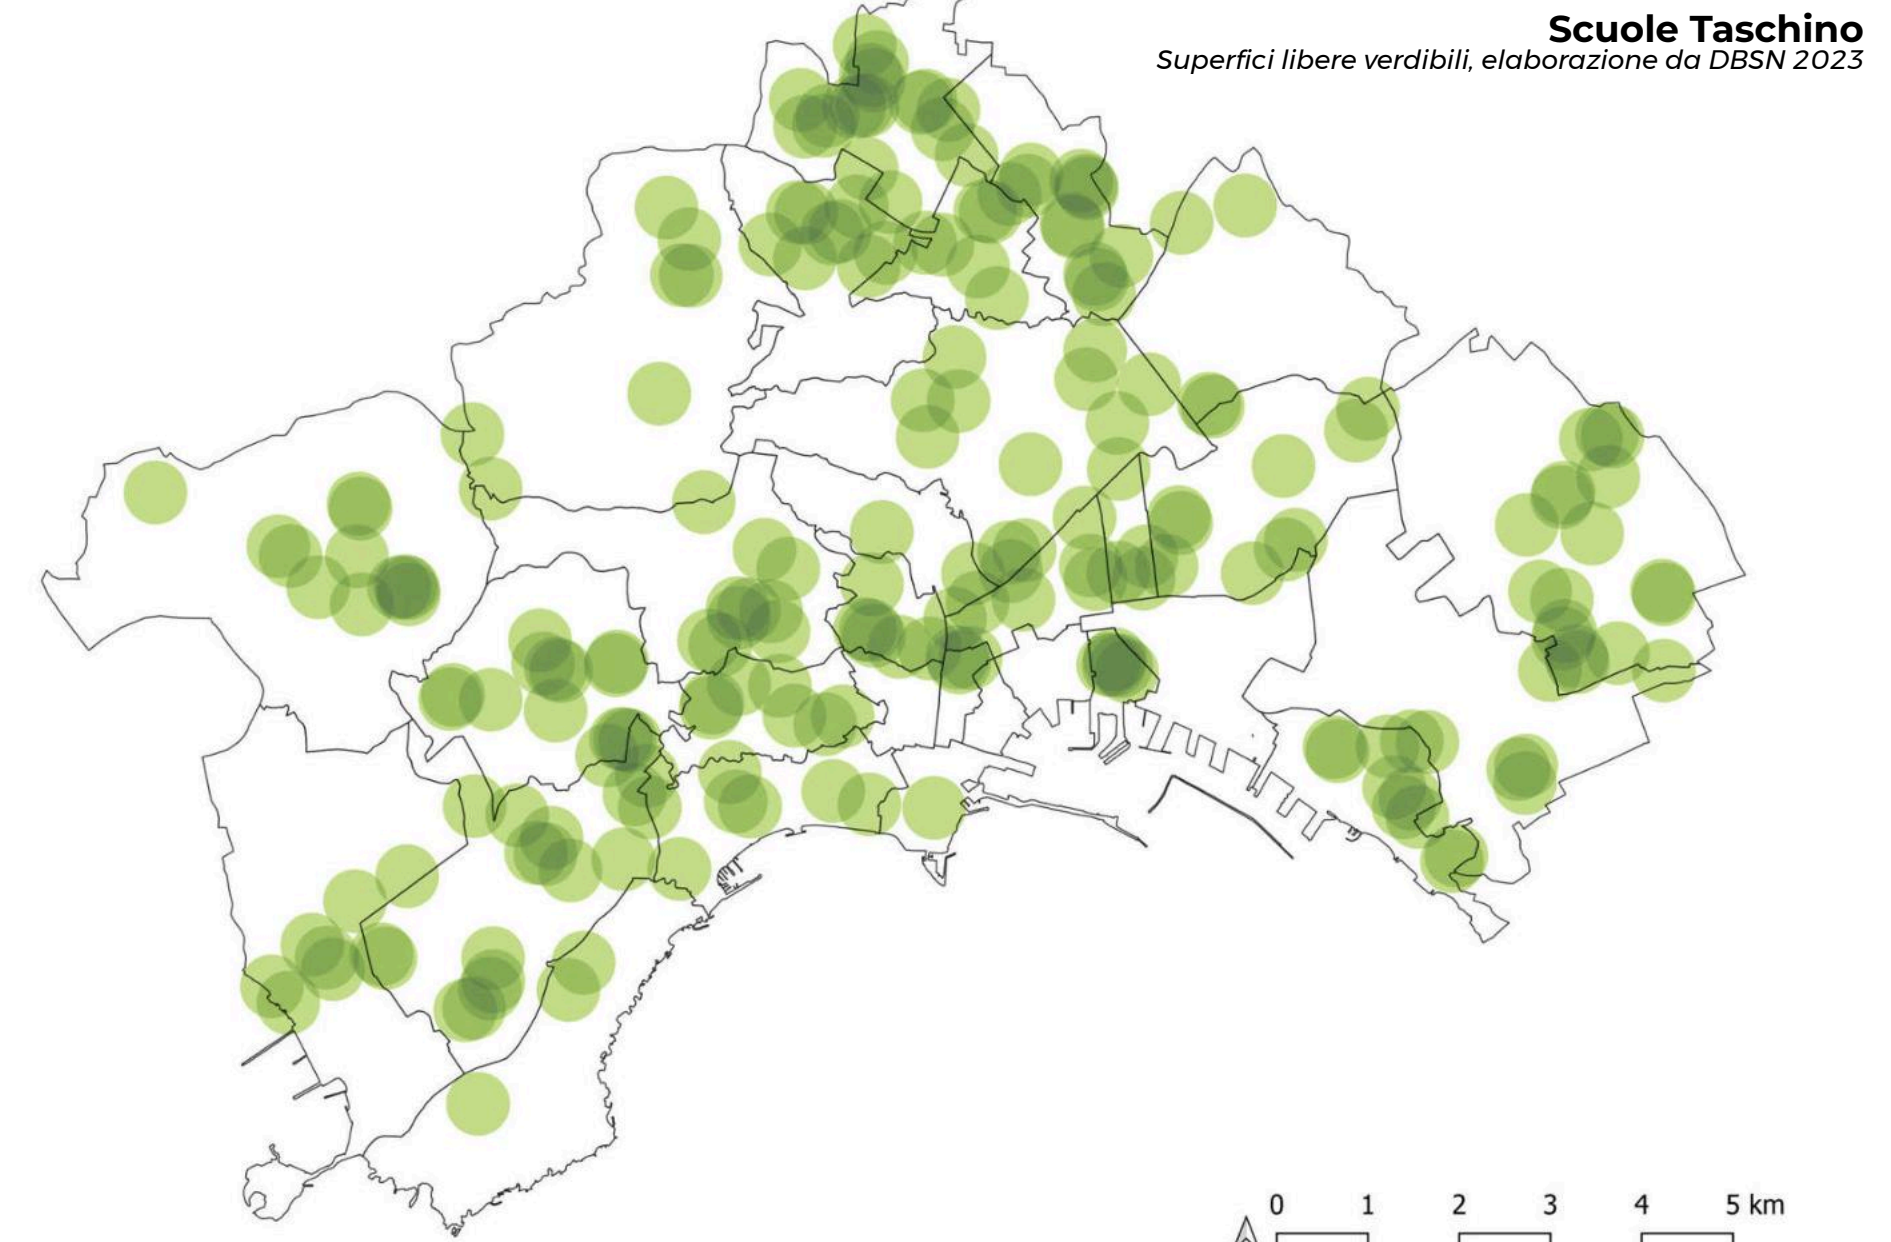 Scuole Taschino
Superfici libere verdibili, elaborazione da DBSN 2023
0 1 2 3 4 5 km